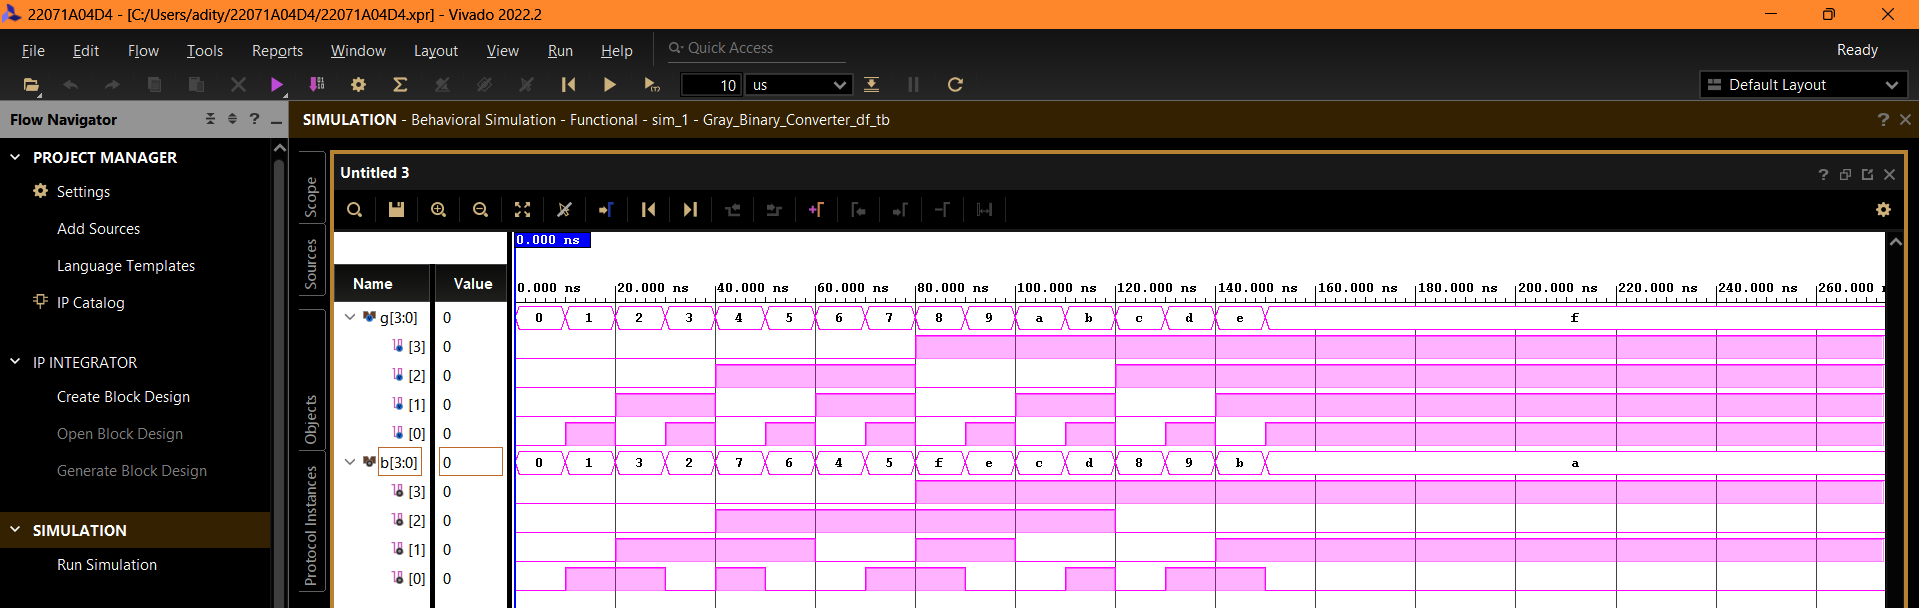 22071A04D4 - [C:/Users/adity/22071A04D4/22071A04D4.xpr] - Vivado 2022.2
File Edit Flow Tools Reports Window Layout View Run Help Quick Access Ready
10 us Default Layout
Flow Navigator
SIMULATION - Behavioral Simulation - Functional - sim_1 - Gray_Binary_Converter_df_tb
PROJECT MANAGER
Settings
Add Sources
Language Templates
IP Catalog
IP INTEGRATOR
Create Block Design
Open Block Design
Generate Block Design
SIMULATION
Run Simulation
Scope
Sources
Objects
Protocol Instances
Untitled 3
0.000 ns
Name Value
0.000 ns 20.000 ns 40.000 ns 60.000 ns 80.000 ns 100.000 ns 120.000 ns 140.000 ns 160.000 ns 180.000 ns 200.000 ns 220.000 ns 240.000 ns 260.000
g[3:0] 0 0 1 2 3 4 5 6 7 8 9 a b c d e f
[3] 0
[2] 0
[1] 0
[0] 0
b[3:0] 0 0 1 3 2 7 6 4 5 f e c d 8 9 b a
[3] 0
[2] 0
[1] 0
[0] 0